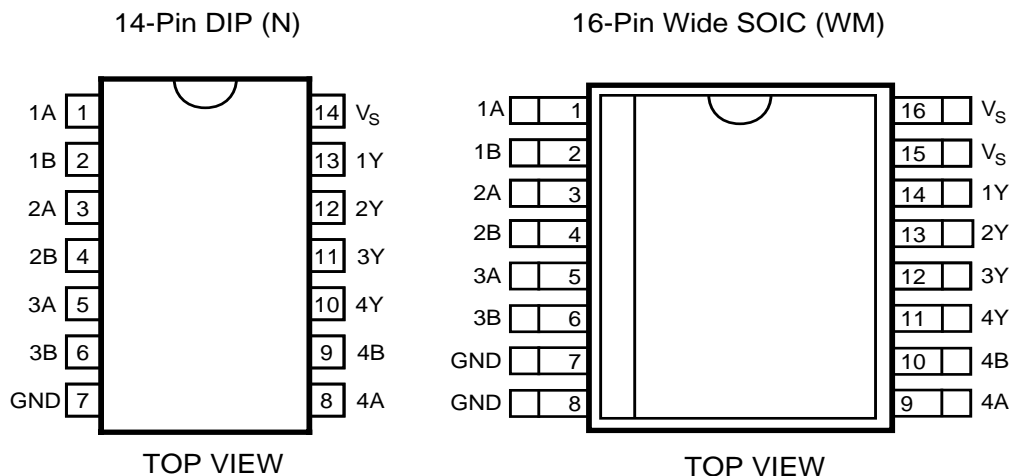 14-Pin DIP (N)
1A 1 14 VS
1B 2 13 1Y
2A 3 12 2Y
2B 4 11 3Y
3A 5 10 4Y
3B 6 9 4B
GND 7 8 4A
TOP VIEW
16-Pin Wide SOIC (WM)
1A 1 16 VS
1B 2 15 VS
2A 3 14 1Y
2B 4 13 2Y
3A 5 12 3Y
3B 6 11 4Y
GND 7 10 4B
GND 8 9 4A
TOP VIEW